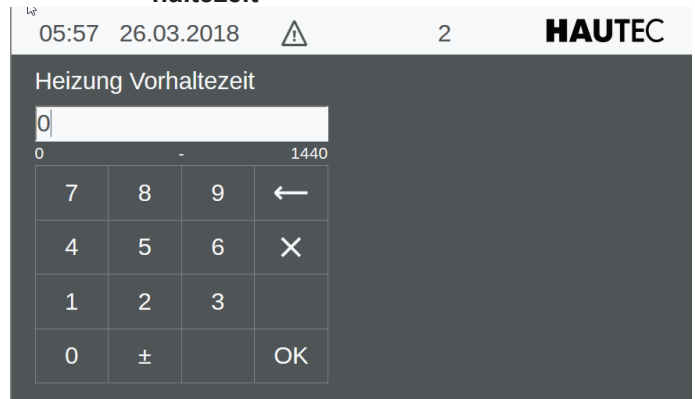 haltezeit
05:57 26.03.2018 2 HAUTEC
Heizung Vorhaltezeit
0
0 - 1440
7 8 9 ←
4 5 6 ×
1 2 3
0 ± OK